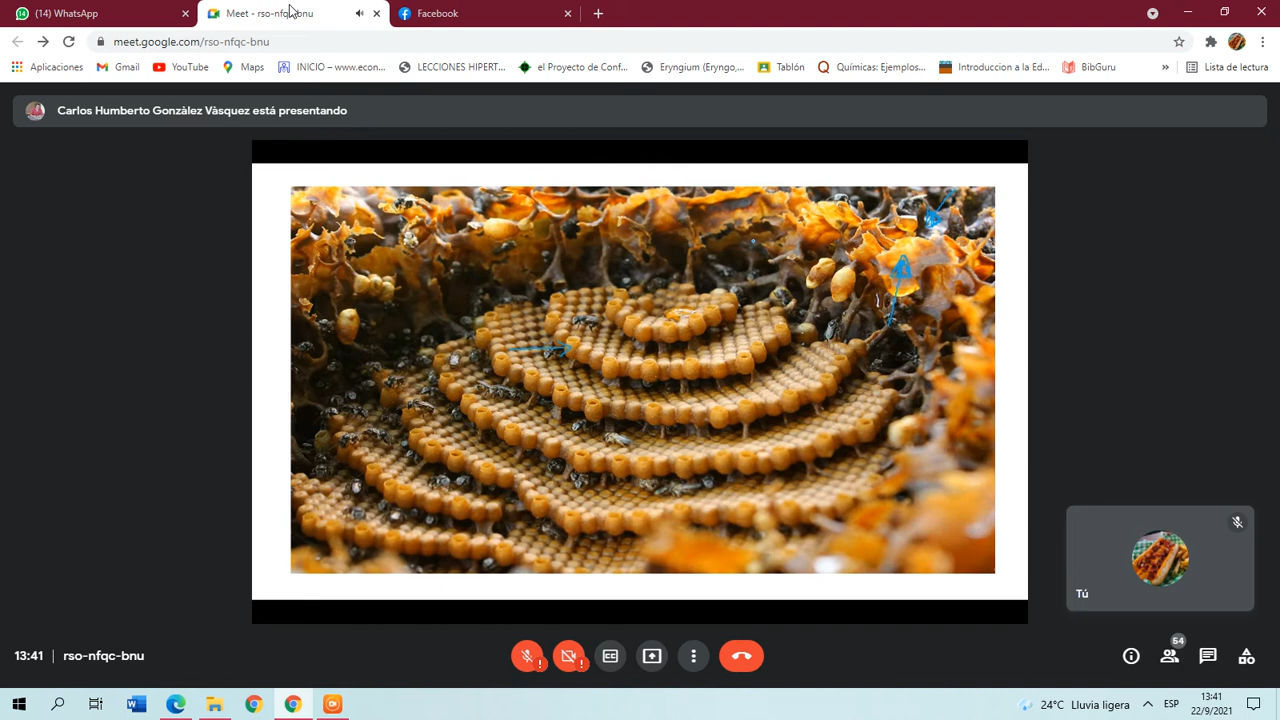 (14) WhatsApp
Meet - rso-nfqc-bnu
Facebook
meet.google.com/rso-nfqc-bnu
Aplicaciones
Gmail
YouTube
Maps
INICIO – www.econ...
LECCIONES HIPERT...
el Proyecto de Conf...
Eryngium (Eryngo,...
Tablón
Químicas: Ejemplos...
Introduccion a la Ed...
BibGuru
»
Lista de lectura
Carlos Humberto Gonzàlez Vàsquez está presentando
Tú
13:41 | rso-nfqc-bnu
54
24°C Lluvia ligera
ESP
13:41
22/9/2021